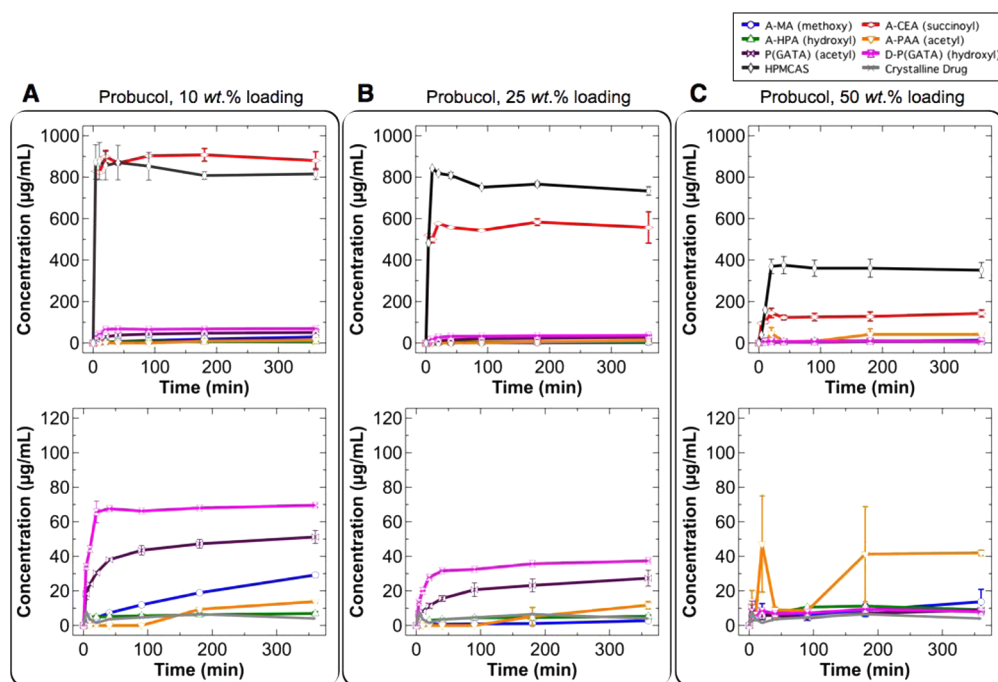 A-MA (methoxy) A-CEA (succinoyl)
A-HPA (hydroxyl) A-PAA (acetyl)
P(GATA) (acetyl) D-P(GATA) (hydroxyl)
HPMCAS Crystalline Drug
A Probucol, 10 wt.% loading
B Probucol, 25 wt.% loading
C Probucol, 50 wt.% loading
Concentration (µg/mL)
1000
800
600
400
200
0
0 100 200 300
Time (min)
Concentration (µg/mL)
1000
800
600
400
200
0
0 100 200 300
Time (min)
Concentration (µg/mL)
1000
800
600
400
200
0
0 100 200 300
Time (min)
Concentration (µg/mL)
120
100
80
60
40
20
0
0 100 200 300
Time (min)
Concentration (µg/mL)
120
100
80
60
40
20
0
0 100 200 300
Time (min)
Concentration (µg/mL)
120
100
80
60
40
20
0
0 100 200 300
Time (min)